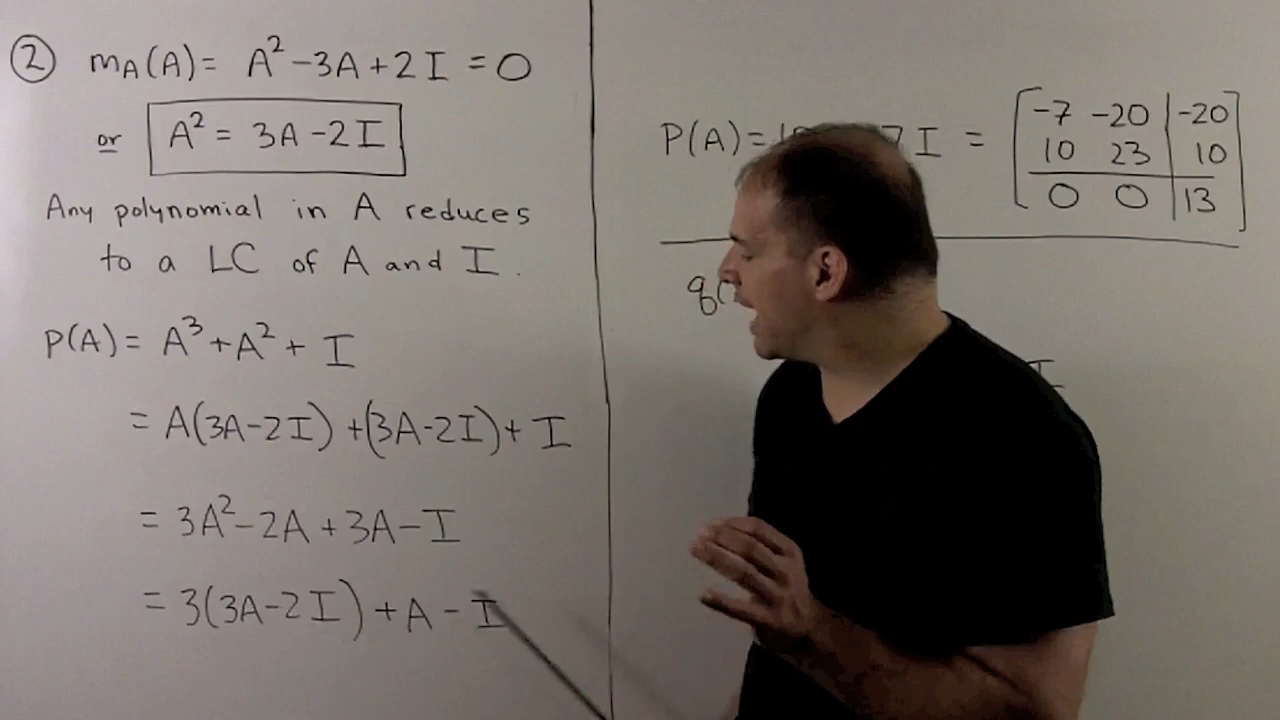 ② m_A(A) = A² - 3A + 2I = 0
or A² = 3A - 2I
Any polynomial in A reduces
to a LC of A and I.
P(A) = A³ + A² + I
= A(3A-2I) + (3A-2I) + I
= 3A² - 2A + 3A - I
= 3(3A-2I) + A - I
P(A) = 7I =
-7 -20 -20
10 23 10
0 0 13
q(
I